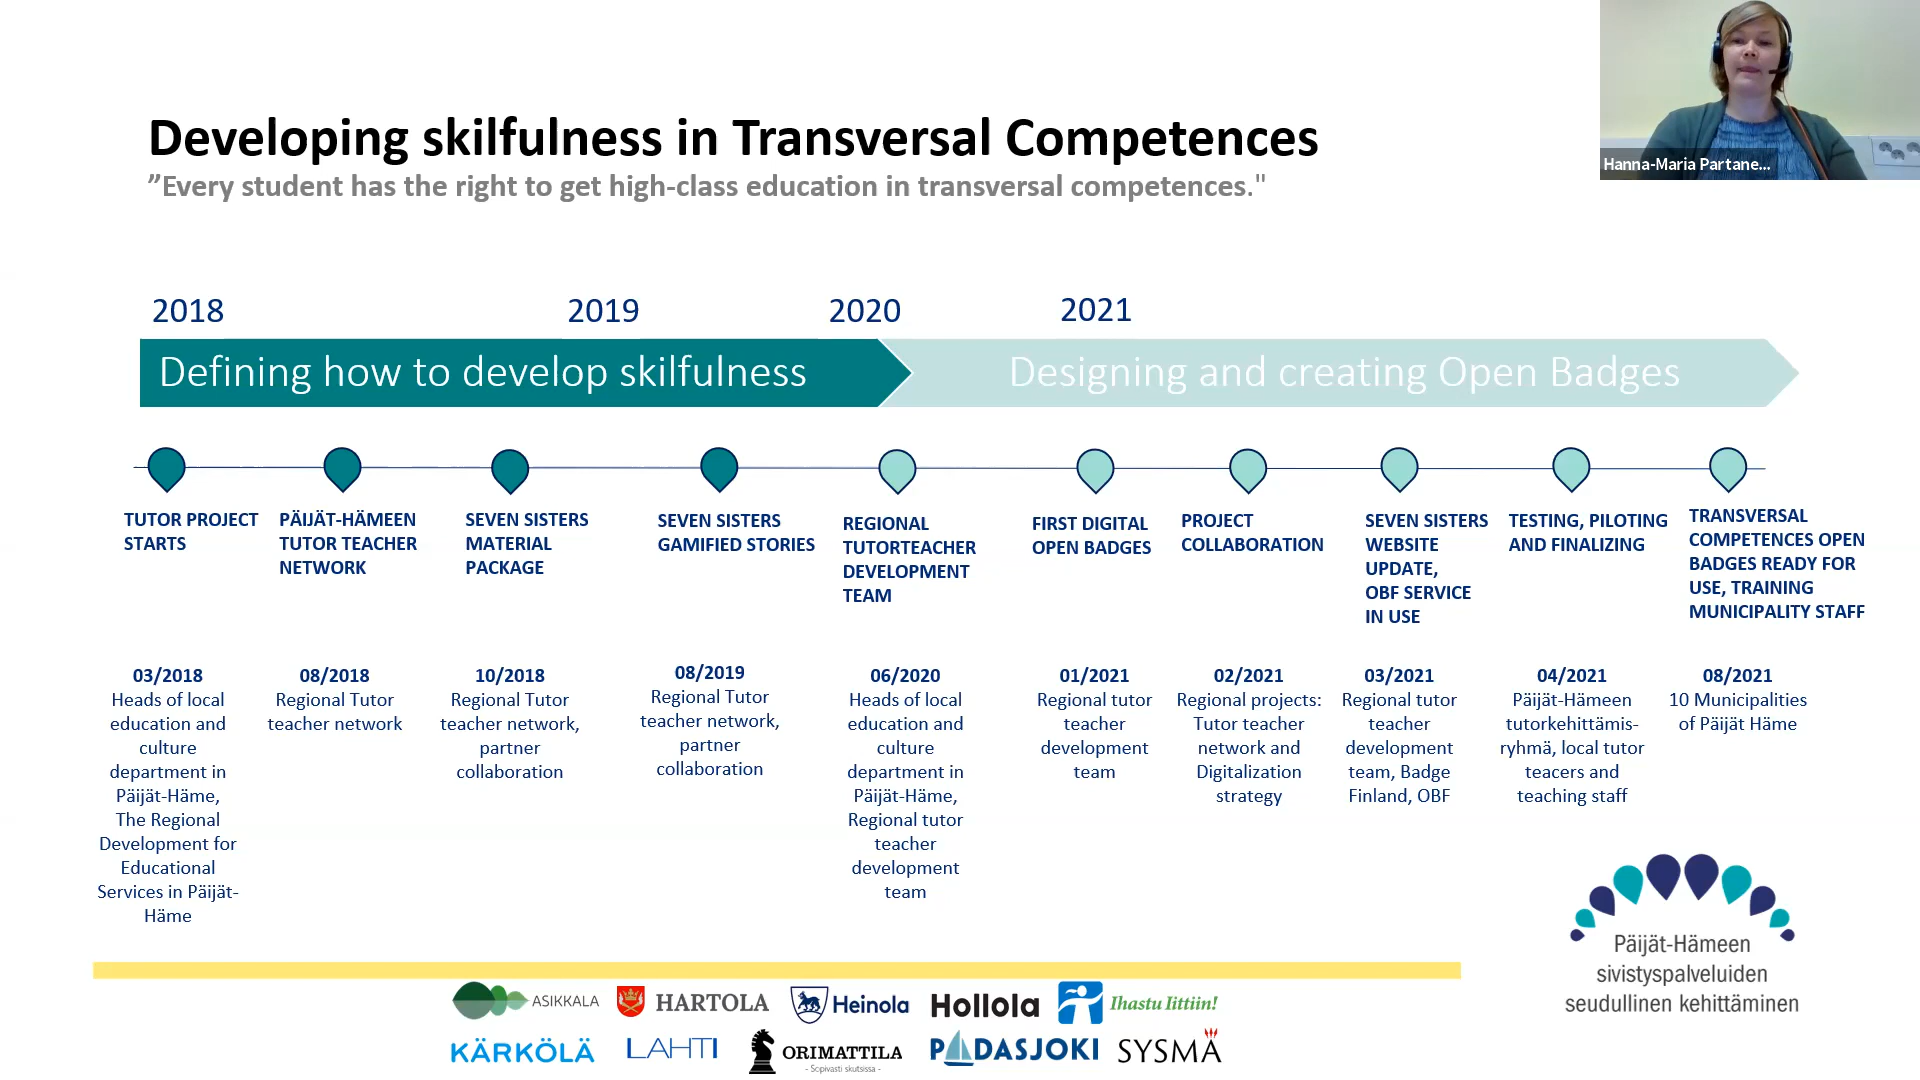 Hanna-Maria Partane...
Developing skilfulness in Transversal Competences
”Every student has the right to get high-class education in transversal competences."
2018
2019
2020
2021
Defining how to develop skilfulness
Designing and creating Open Badges
TUTOR PROJECT
STARTS
PÄIJÄT-HÄMEEN
TUTOR TEACHER
NETWORK
SEVEN SISTERS
MATERIAL
PACKAGE
SEVEN SISTERS
GAMIFIED STORIES
REGIONAL
TUTORTEACHER
DEVELOPMENT
TEAM
FIRST DIGITAL
OPEN BADGES
PROJECT
COLLABORATION
SEVEN SISTERS
WEBSITE
UPDATE,
OBF SERVICE
IN USE
TESTING, PILOTING
AND FINALIZING
TRANSVERSAL
COMPETENCES OPEN
BADGES READY FOR
USE, TRAINING
MUNICIPALITY STAFF
03/2018
Heads of local
education and
culture
department in
Päijät-Häme,
The Regional
Development for
Educational
Services in Päijät-
Häme
08/2018
Regional Tutor
teacher network
10/2018
Regional Tutor
teacher network,
partner
collaboration
08/2019
Regional Tutor
teacher network,
partner
collaboration
06/2020
Heads of local
education and
culture
department in
Päijät-Häme,
Regional tutor
teacher
development
team
01/2021
Regional tutor
teacher
development
team
02/2021
Regional projects:
Tutor teacher
network and
Digitalization
strategy
03/2021
Regional tutor
teacher
development
team, Badge
Finland, OBF
04/2021
Päijät-Hämeen
tutorkehittämis-
ryhmä, local tutor
teacers and
teaching staff
08/2021
10 Municipalities
of Päijät Häme
Päijät-Hämeen
sivistyspalveluiden
seudullinen kehittäminen
ASIKKALA
HARTOLA
Heinola
Hollola
Ihastu Iittiin!
KÄRKÖLÄ
LAHTI
ORIMATTILA
- Sopivasti skutsissa -
PADASJOKI
SYSMÄ